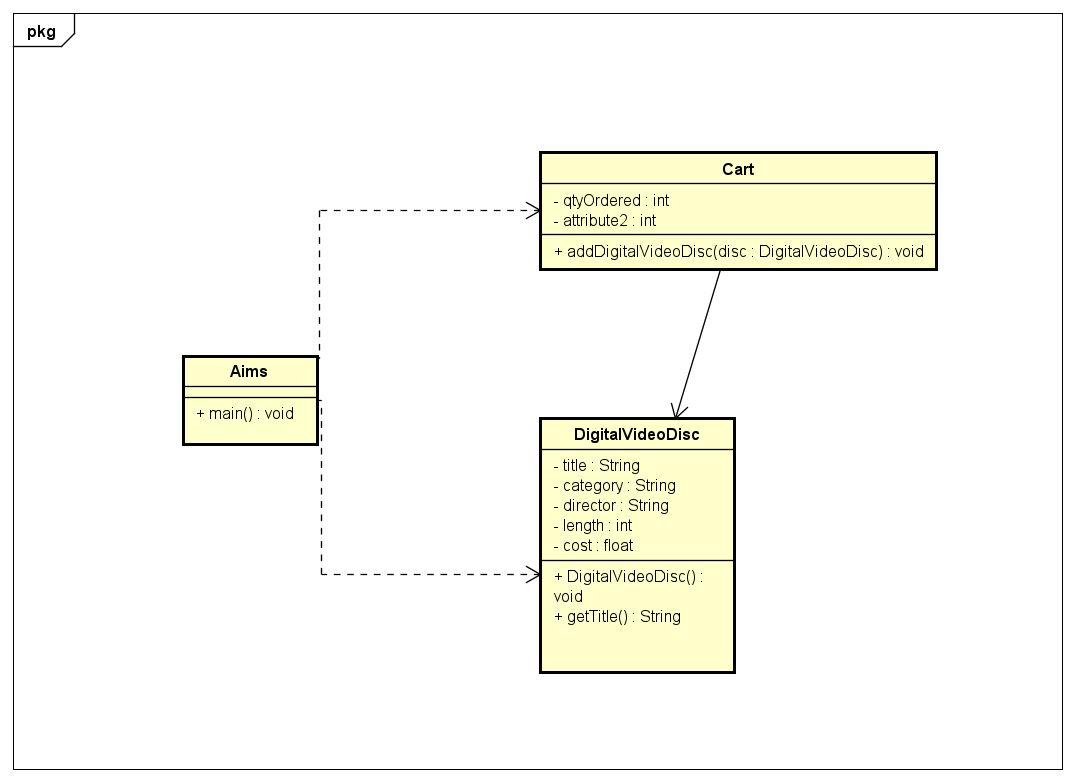 pkg
Cart
- qtyOrdered : int
- attribute2 : int
+ addDigitalVideoDisc(disc : DigitalVideoDisc) : void
Aims
+ main() : void
DigitalVideoDisc
- title : String
- category : String
- director : String
- length : int
- cost : float
+ DigitalVideoDisc() :
void
+ getTitle() : String